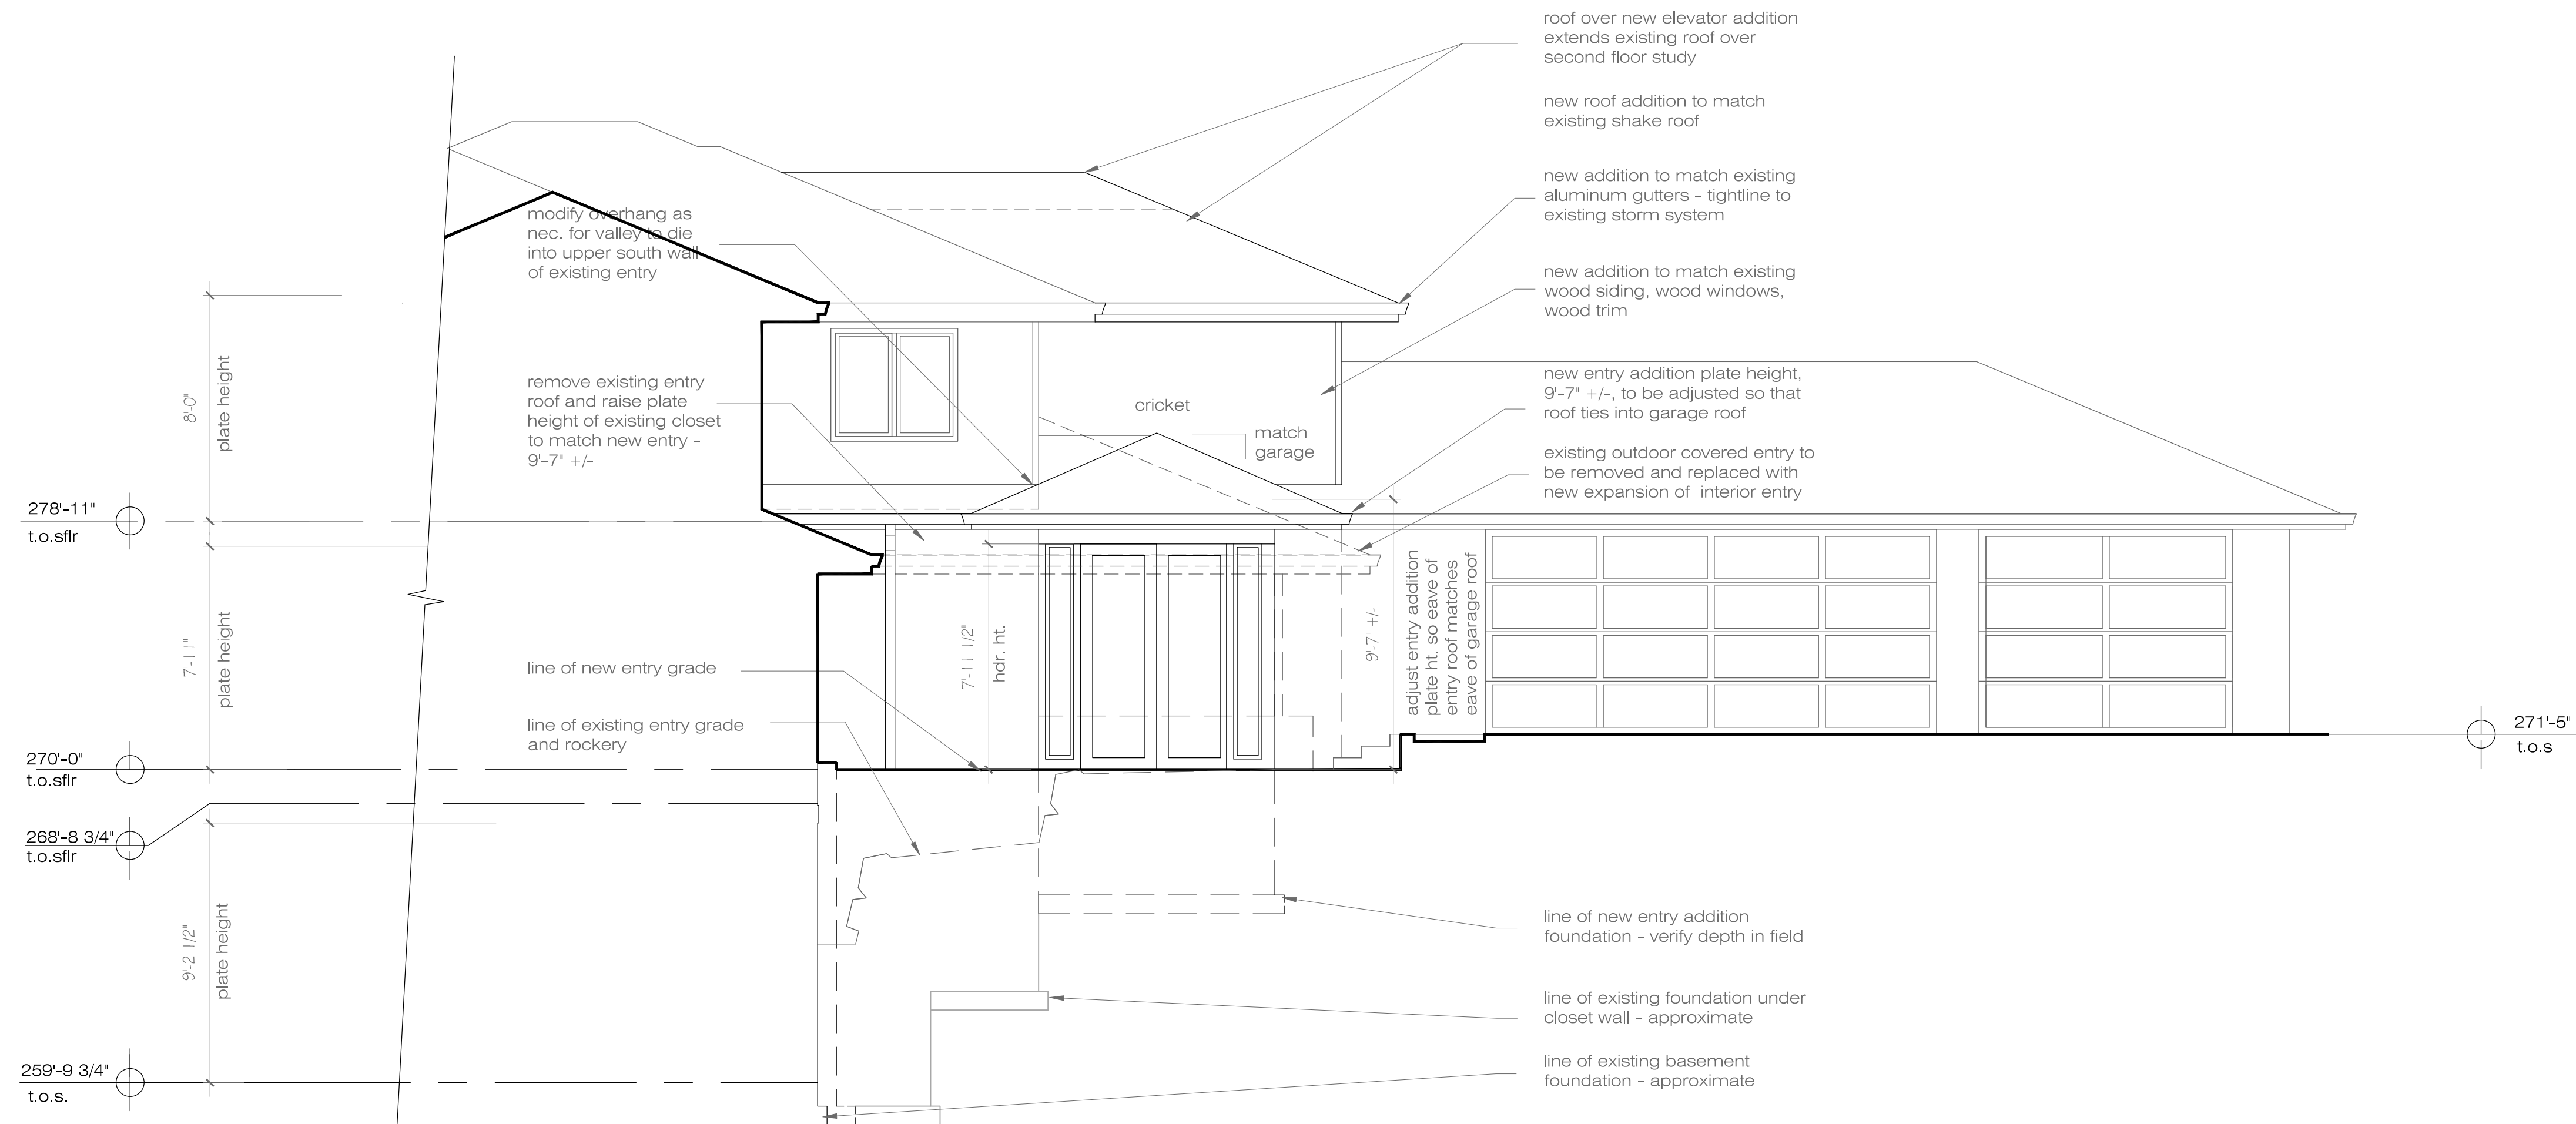 roof over new elevator addition
extends existing roof over
second floor study
new roof addition to match
existing shake roof
new addition to match existing
aluminum gutters - tightline to
existing storm system
modify overhang as
nec. for valley to die
into upper south wall
of existing entry
new addition to match existing
wood siding, wood windows,
wood trim
8'-0"
plate height
remove existing entry
roof and raise plate
height of existing closet
to match new entry -
9'-7" +/-
cricket
match
garage
new entry addition plate height,
9'-7" +/-, to be adjusted so that
roof ties into garage roof
existing outdoor covered entry to
be removed and replaced with
new expansion of interior entry
278'-11"
t.o.sflr
7'-11"
plate height
7'-11 1/2"
hdr. ht.
9'-7" +/-
adjust entry addition
plate ht. so eave of
entry roof matches
eave of garage roof
line of new entry grade
line of existing entry grade
and rockery
271'-5"
t.o.s
270'-0"
t.o.sflr
268'-8 3/4"
t.o.sflr
9'-2 1/2"
plate height
line of new entry addition
foundation - verify depth in field
line of existing foundation under
closet wall - approximate
line of existing basement
foundation - approximate
259'-9 3/4"
t.o.s.